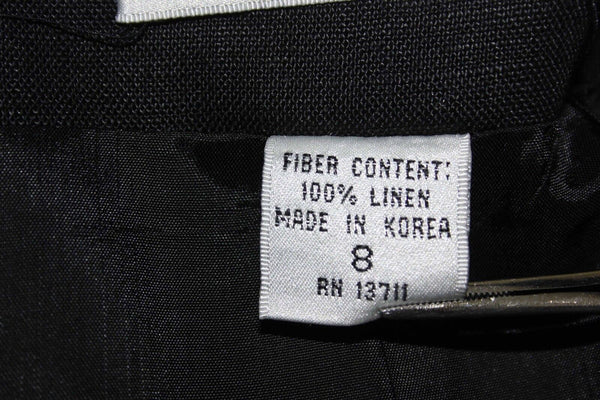 FIBER CONTENT:
100% LINEN
MADE IN KOREA
8
RN 13711